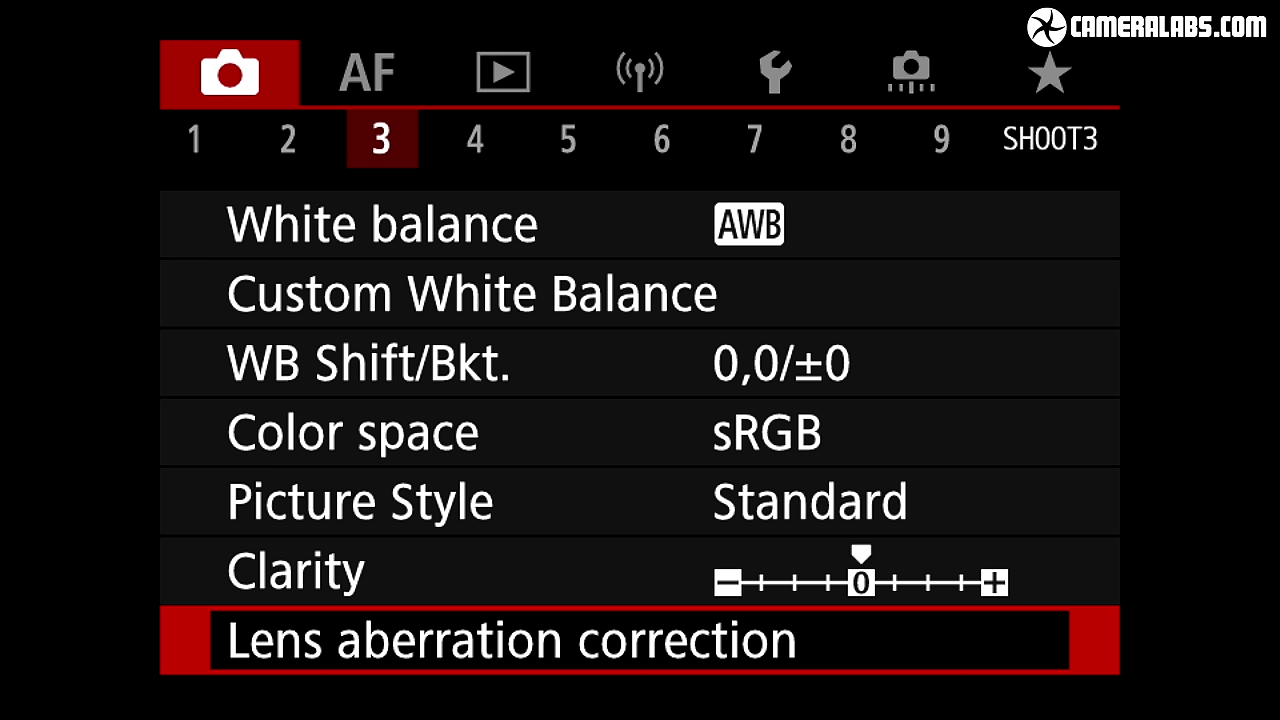 CAMERALABS.COM
AF
1 2 3 4 5 6 7 8 9 SHOOT3
White balance AWB
Custom White Balance
WB Shift/Bkt. 0,0/±0
Color space sRGB
Picture Style Standard
Clarity − 0 +
Lens aberration correction